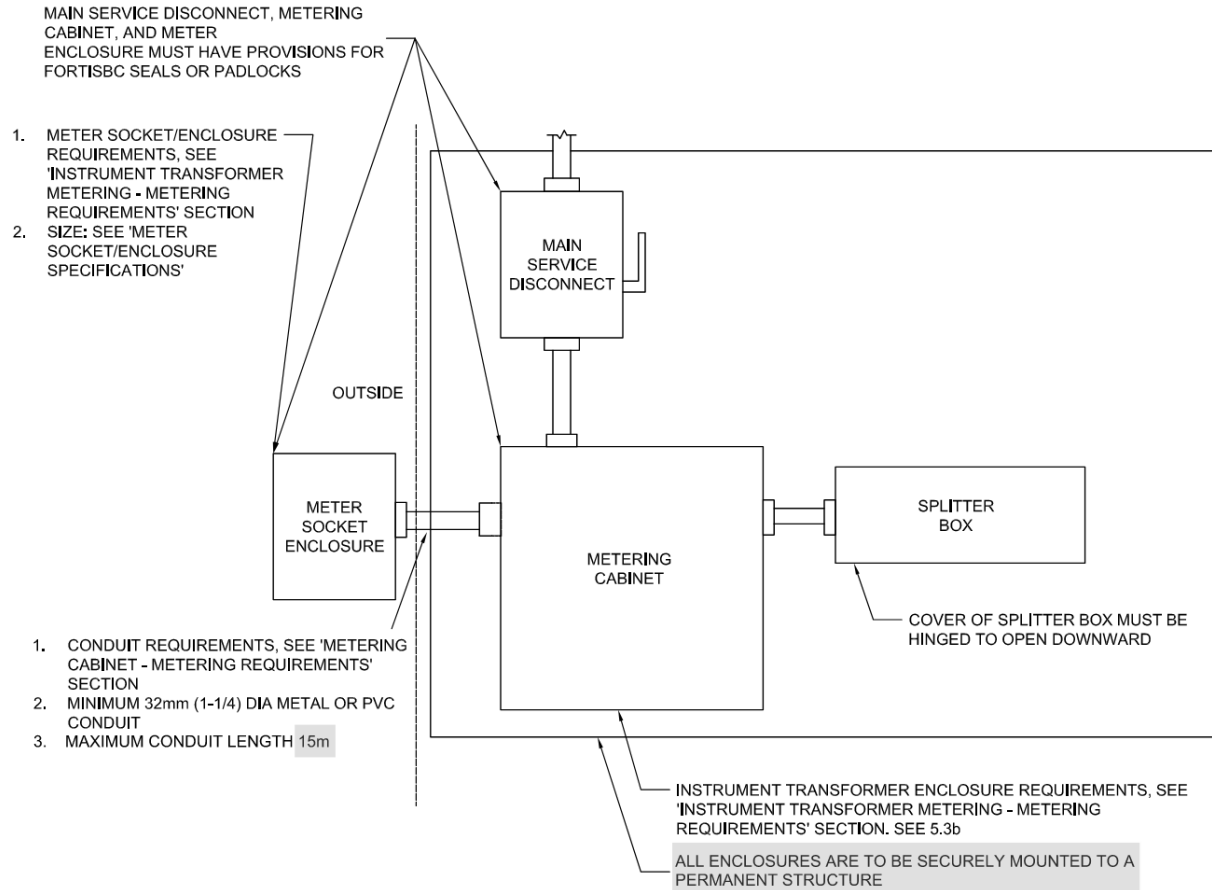 MAIN SERVICE DISCONNECT, METERING
CABINET, AND METER
ENCLOSURE MUST HAVE PROVISIONS FOR
FORTISBC SEALS OR PADLOCKS
1. METER SOCKET/ENCLOSURE
REQUIREMENTS, SEE
'INSTRUMENT TRANSFORMER
METERING - METERING
REQUIREMENTS' SECTION
2. SIZE: SEE 'METER
SOCKET/ENCLOSURE
SPECIFICATIONS'
MAIN
SERVICE
DISCONNECT
OUTSIDE
METER
SOCKET
ENCLOSURE
METERING
CABINET
SPLITTER
BOX
COVER OF SPLITTER BOX MUST BE
HINGED TO OPEN DOWNWARD
1. CONDUIT REQUIREMENTS, SEE 'METERING
CABINET - METERING REQUIREMENTS'
SECTION
2. MINIMUM 32mm (1-1/4) DIA METAL OR PVC
CONDUIT
3. MAXIMUM CONDUIT LENGTH 15m
INSTRUMENT TRANSFORMER ENCLOSURE REQUIREMENTS, SEE
'INSTRUMENT TRANSFORMER METERING - METERING
REQUIREMENTS' SECTION. SEE 5.3b
ALL ENCLOSURES ARE TO BE SECURELY MOUNTED TO A
PERMANENT STRUCTURE